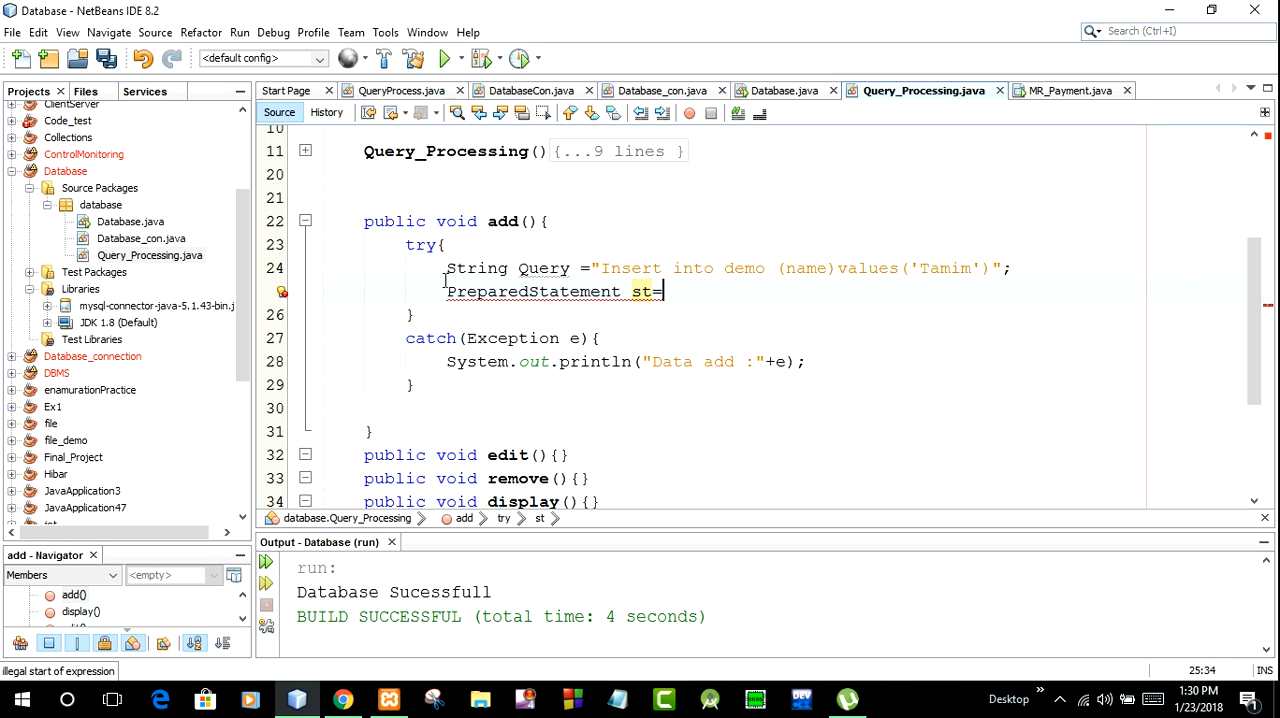 Database - NetBeans IDE 8.2
File Edit View Navigate Source Refactor Run Debug Profile Team Tools Window Help
Search (Ctrl+I)
<default config>
Projects Files Services
Start Page QueryProcess.java DatabaseCon.java Database_con.java Database.java Query_Processing.java MR_Payment.java
Source History
ClientServer
Code_test
Collections
ControlMonitoring
Database
Source Packages
database
Database.java
Database_con.java
Query_Processing.java
Test Packages
Libraries
mysql-connector-java-5.1.43-bin.j
JDK 1.8 (Default)
Test Libraries
Database_connection
DBMS
enamurationPractice
Ex1
file
file_demo
Final_Project
Hibar
JavaApplication3
JavaApplication47
10
11 Query_Processing(){...9 lines }
20
21
22 public void add(){
23 try{
24 String Query ="Insert into demo (name)values('Tamim')";
PreparedStatement st=
26 }
27 catch(Exception e){
28 System.out.println("Data add :"+e);
29 }
30
31 }
32 public void edit(){}
33 public void remove(){}
34 public void display(){}
database.Query_Processing add try st
Output - Database (run)
run:
Database Sucessfull
BUILD SUCCESSFUL (total time: 4 seconds)
add - Navigator
Members <empty>
add()
display()
illegal start of expression
25:34 INS
Desktop
1:30 PM
1/23/2018